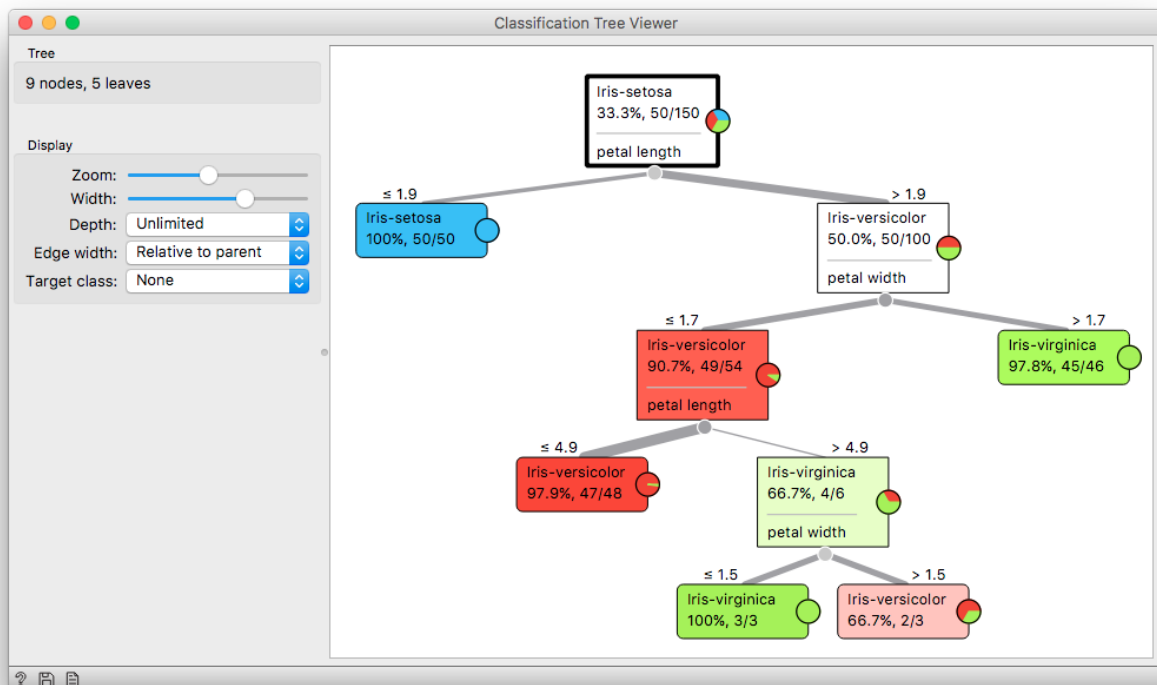 Classification Tree Viewer
Tree
9 nodes, 5 leaves
Display
Zoom:
Width:
Depth: Unlimited
Edge width: Relative to parent
Target class: None
Iris-setosa
33.3%, 50/150
petal length
≤ 1.9
> 1.9
Iris-setosa
100%, 50/50
Iris-versicolor
50.0%, 50/100
petal width
≤ 1.7
> 1.7
Iris-versicolor
90.7%, 49/54
petal length
Iris-virginica
97.8%, 45/46
≤ 4.9
> 4.9
Iris-versicolor
97.9%, 47/48
Iris-virginica
66.7%, 4/6
petal width
≤ 1.5
> 1.5
Iris-virginica
100%, 3/3
Iris-versicolor
66.7%, 2/3
?